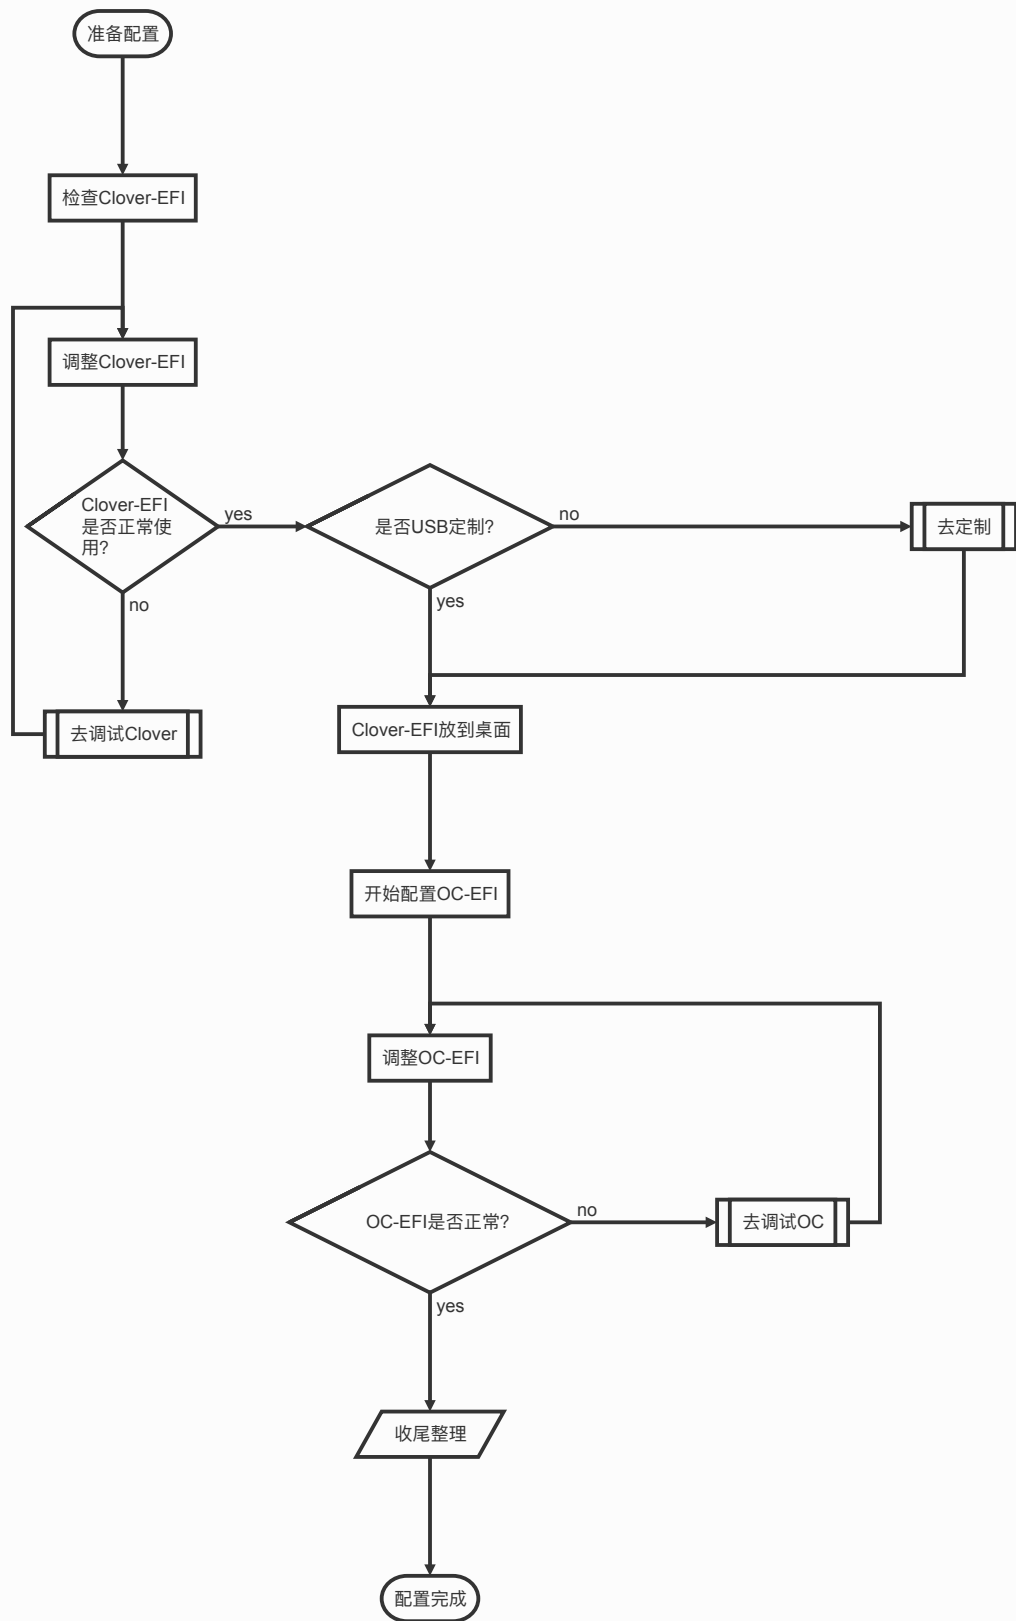 准备配置
检查Clover-EFI
调整Clover-EFI
Clover-EFI
是否正常使
用?
yes
是否USB定制?
no
去定制
no
yes
去调试Clover
Clover-EFI放到桌面
开始配置OC-EFI
调整OC-EFI
OC-EFI是否正常?
no
去调试OC
yes
收尾整理
配置完成